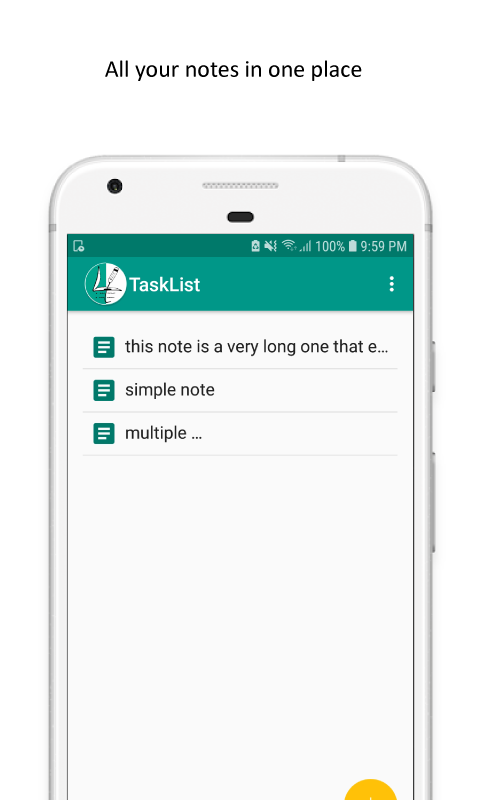 All your notes in one place
100% 9:59 PM
TaskList
this note is a very long one that e...
simple note
multiple ...